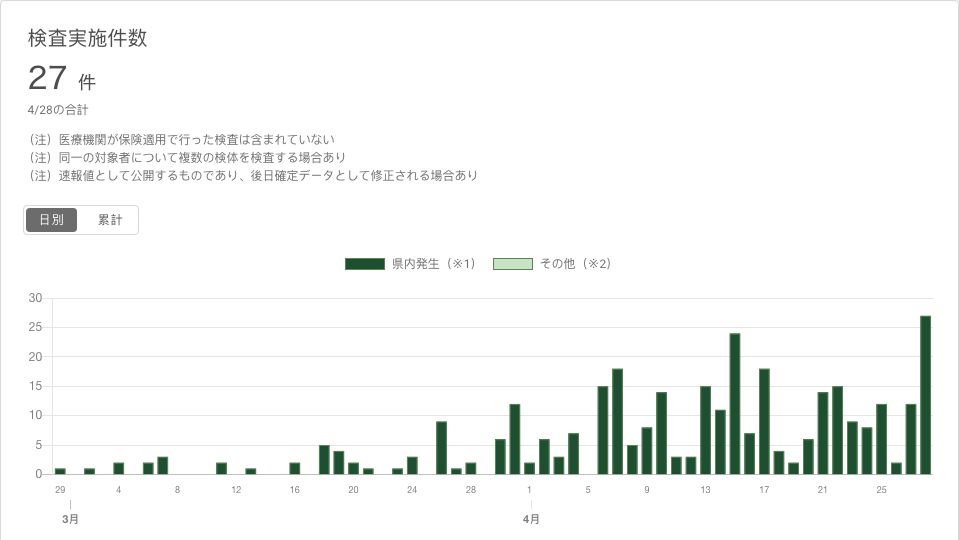 検査実施件数
27 件
4/28の合計
（注）医療機関が保険適用で行った検査は含まれていない
（注）同一の対象者について複数の検体を検査する場合あり
（注）速報値として公開するものであり、後日確定データとして修正される場合あり
日別 累計
県内発生（※1） その他（※2）
30
25
20
15
10
5
0
29 4 8 12 16 20 24 28 1 5 9 13 17 21 25
3月 4月